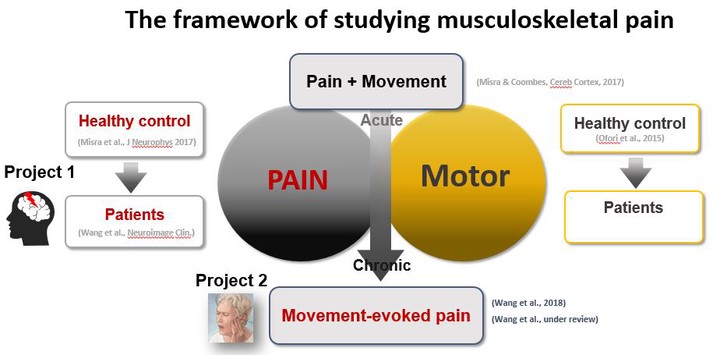 The framework of studying musculoskeletal pain
Pain + Movement
(Misra & Coombes, Cereb Cortex, 2017)
Acute
Healthy control
(Misra et al., J Neurophys 2017)
Healthy control
(Ofori et al., 2015)
Project 1
PAIN
Motor
Patients
(Wang et al., Neuroimage Clin.)
Patients
Chronic
Project 2
Movement-evoked pain
(Wang et al., 2018)
(Wang et al., under review)